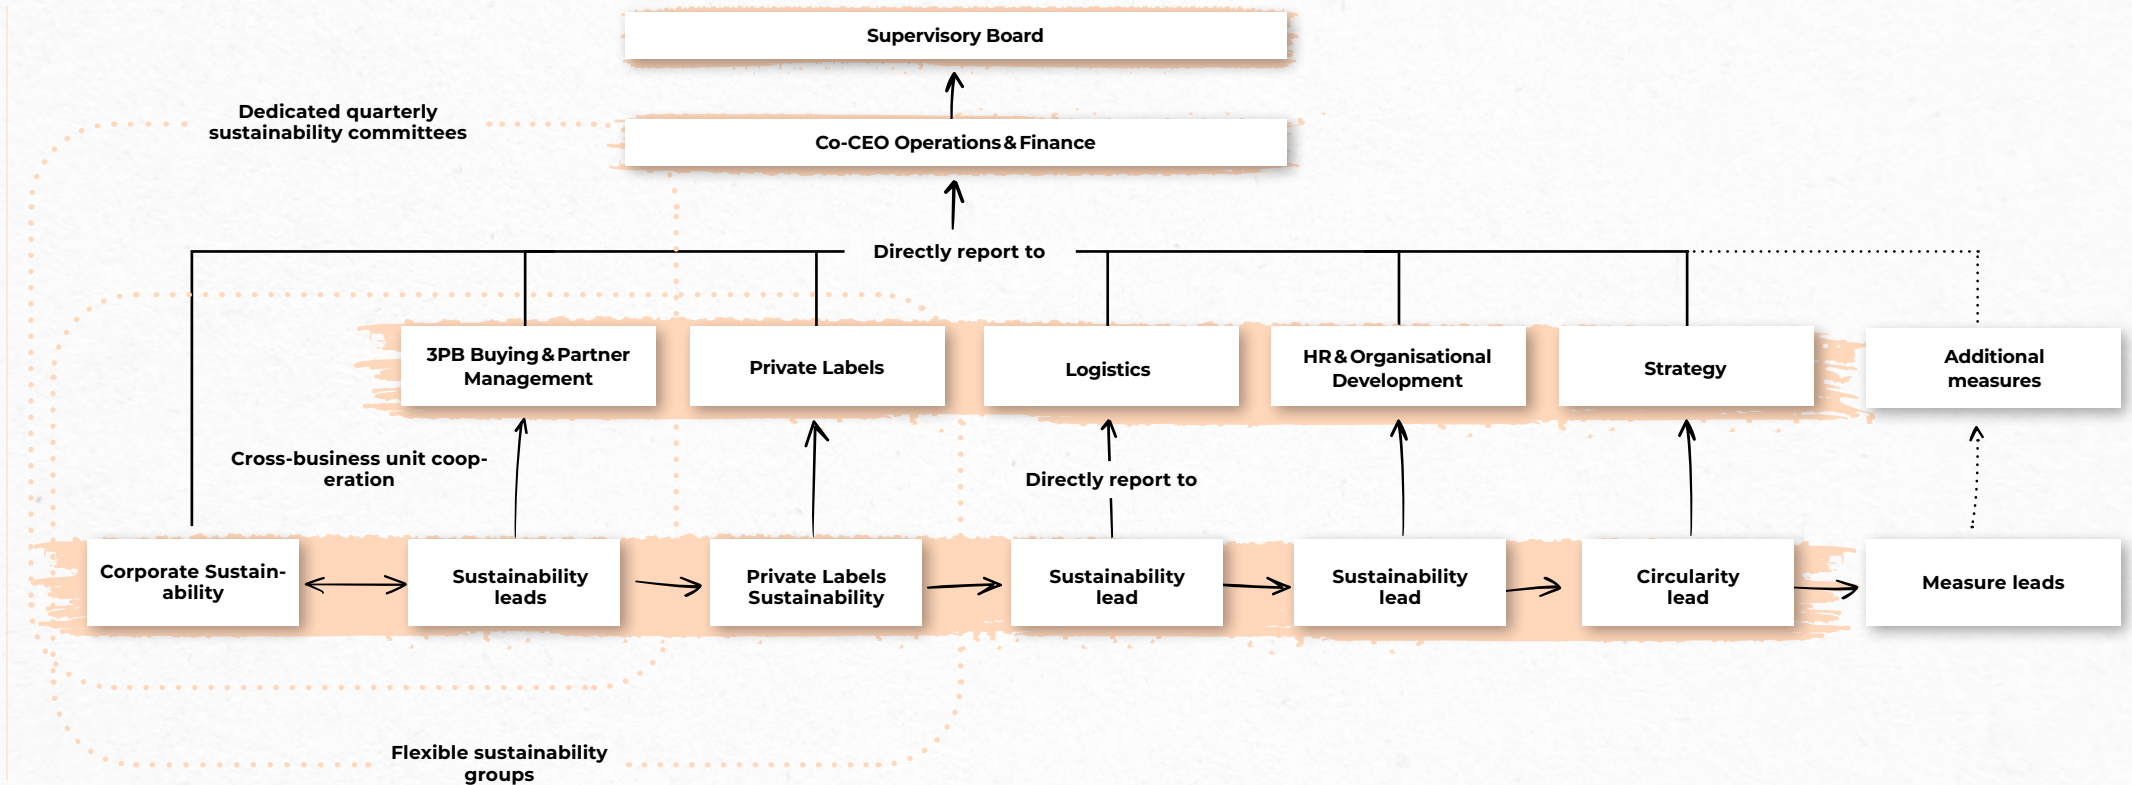 Supervisory Board
Dedicated quarterly
sustainability committees
Co-CEO Operations & Finance
Directly report to
3PB Buying & Partner
Management
Private Labels
Logistics
HR & Organisational
Development
Strategy
Additional
measures
Cross-business unit coop-
eration
Directly report to
Corporate Sustain-
ability
Sustainability
leads
Private Labels
Sustainability
Sustainability
lead
Sustainability
lead
Circularity
lead
Measure leads
Flexible sustainability
groups